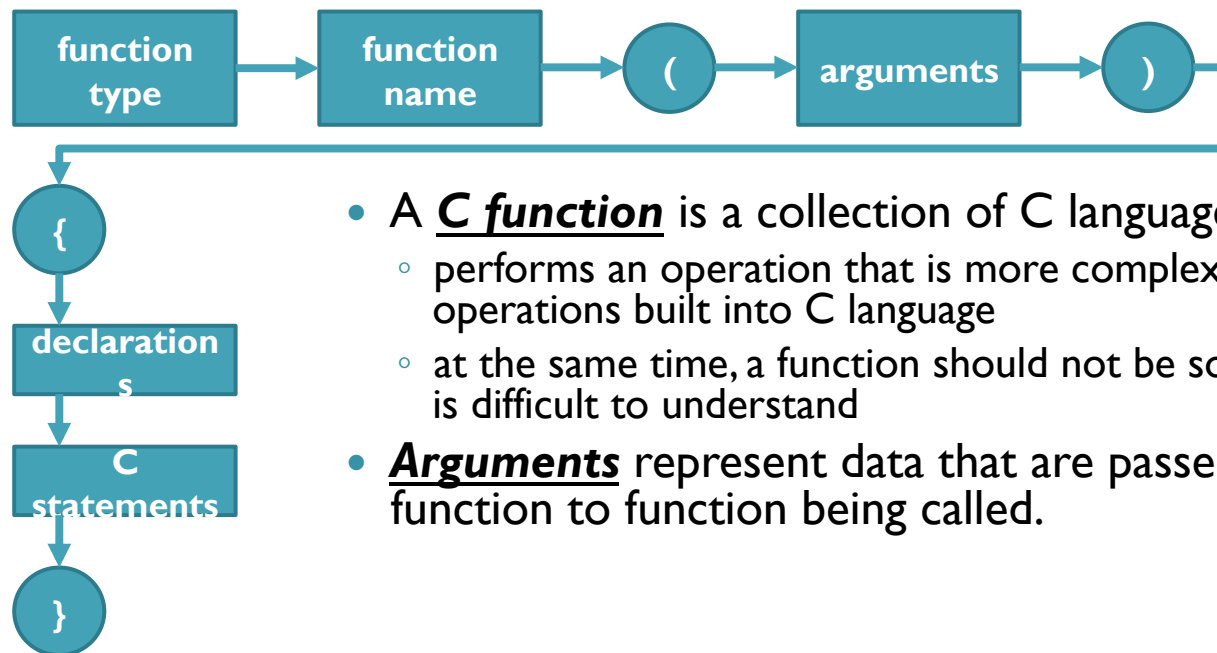 function
type
function
name
(
arguments
)
{
declaration
s
C
statements
}
• A C function is a collection of C language
◦ performs an operation that is more complex
operations built into C language
◦ at the same time, a function should not be so
is difficult to understand
• Arguments represent data that are passe
function to function being called.